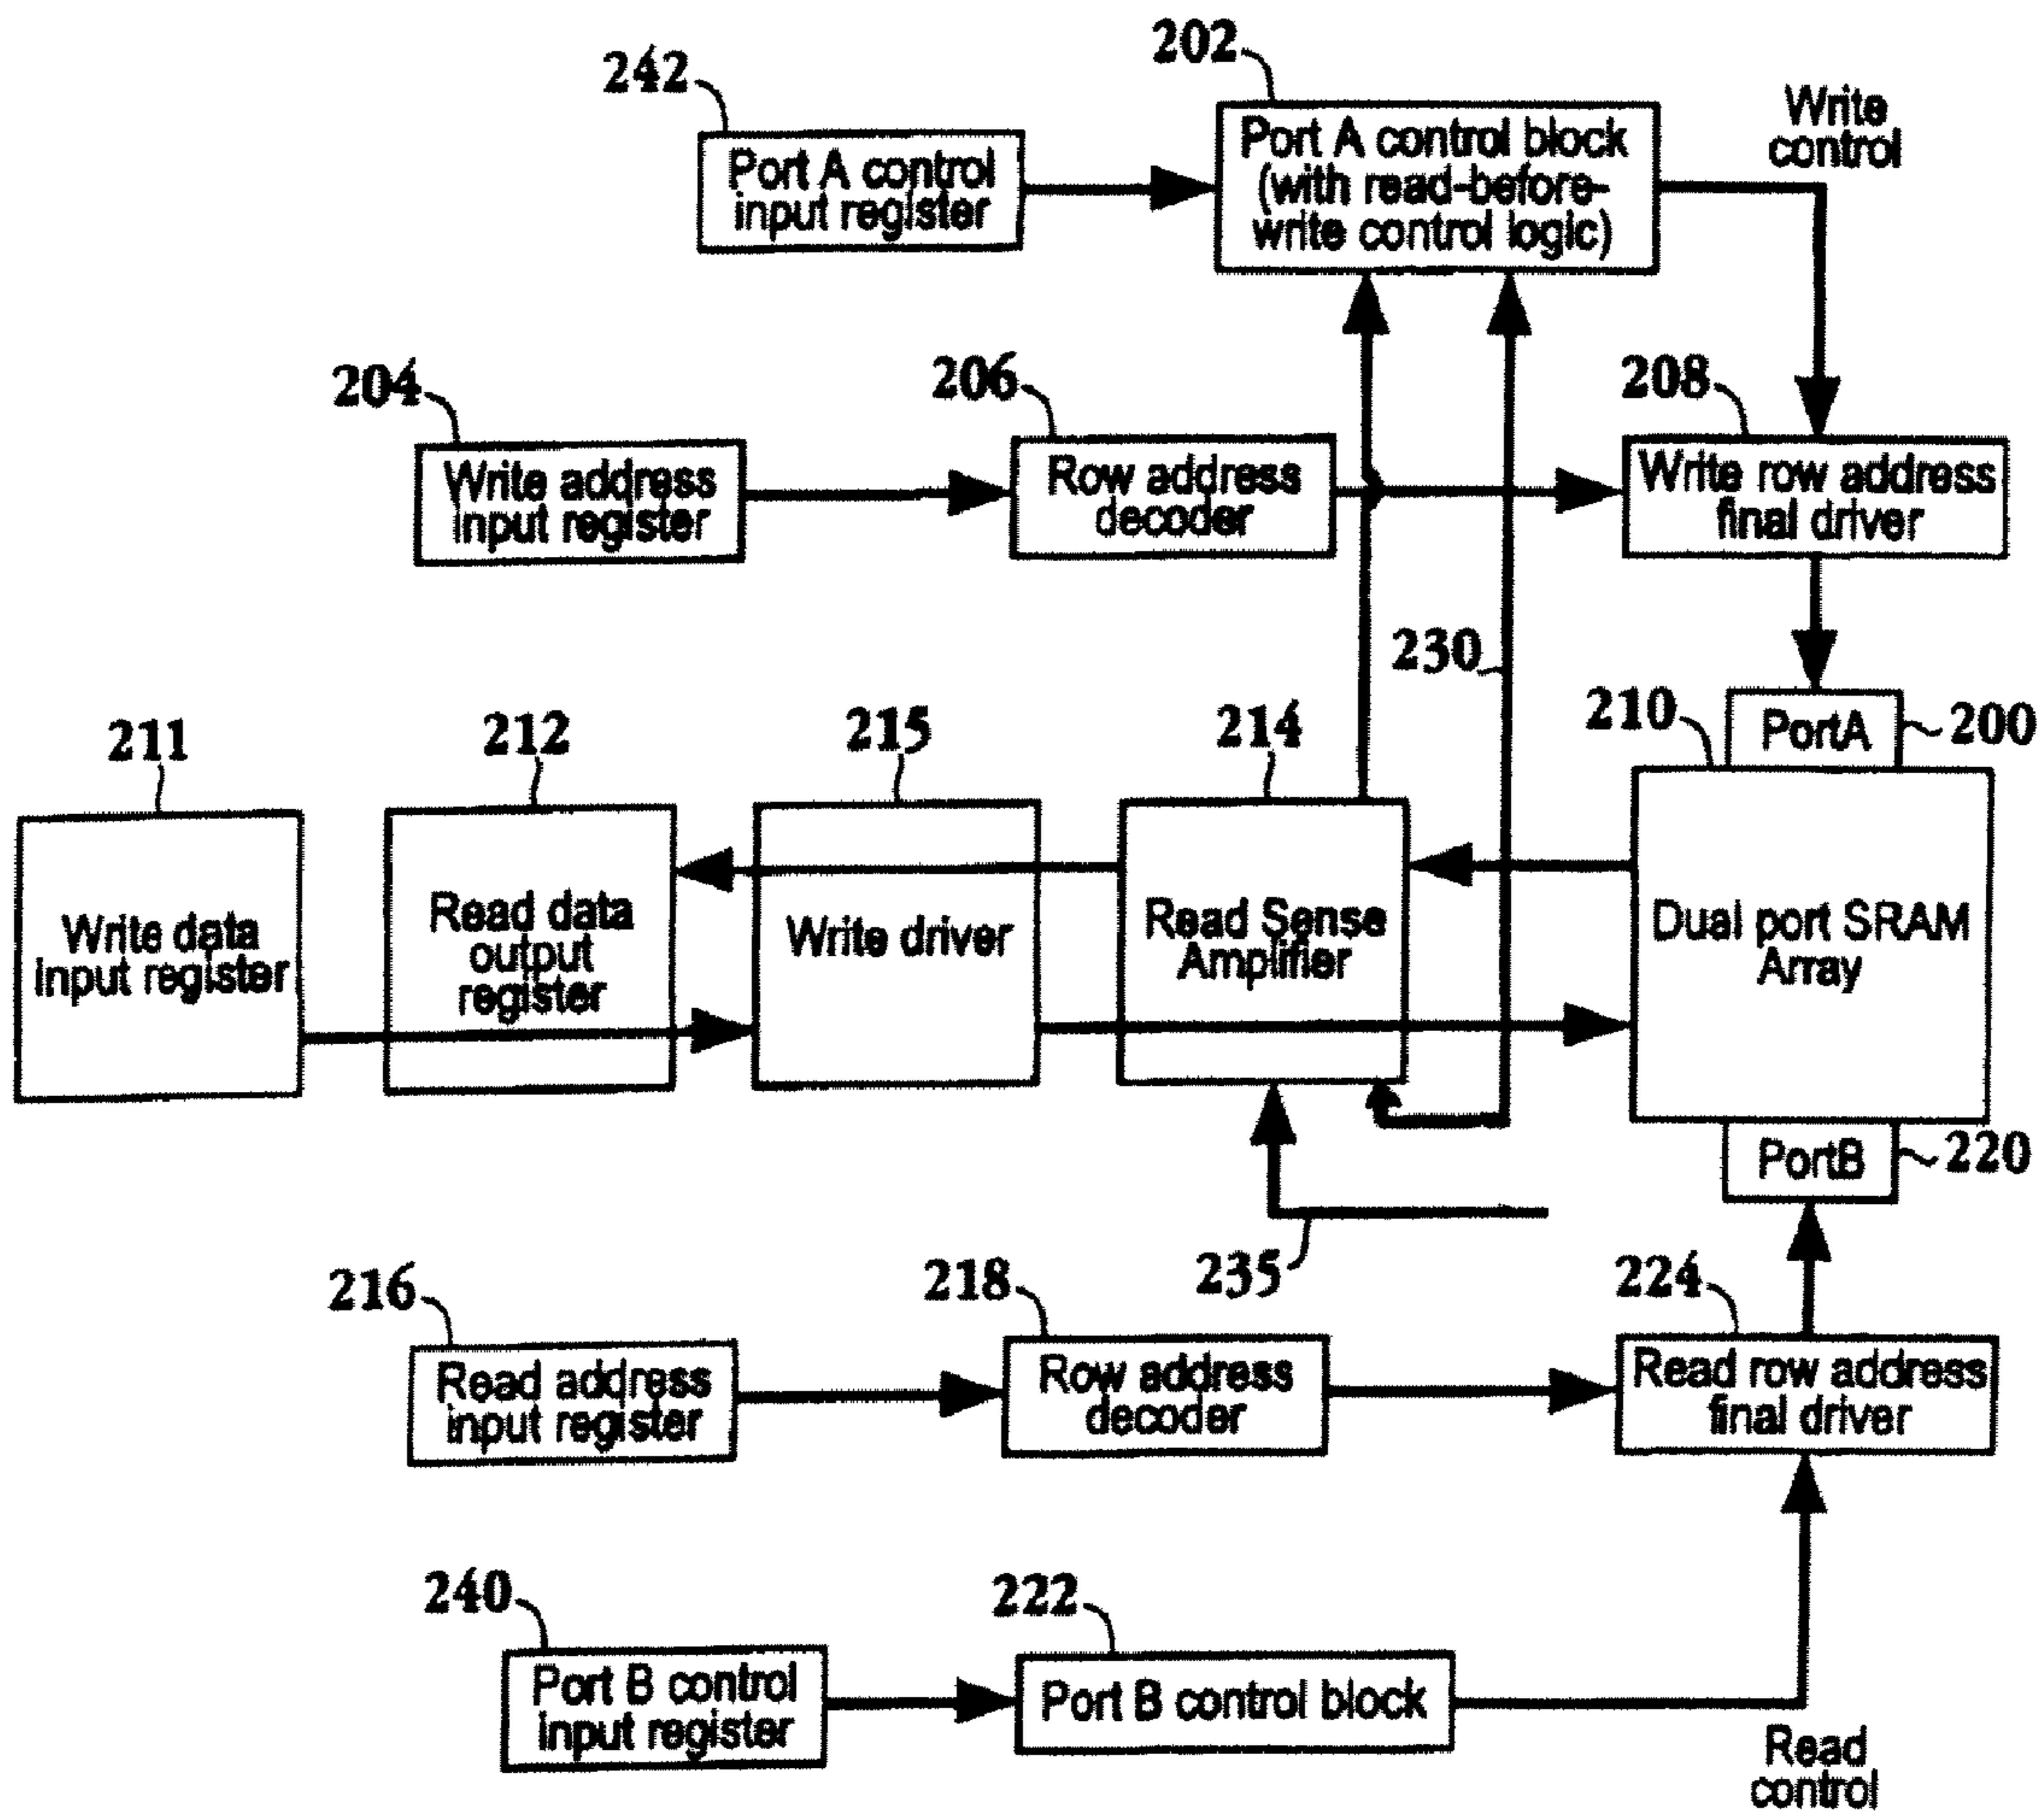 202
242
Port A control
input register
Port A control block
(with read-before-
write control logic)
Write
control
204
206
208
Write address
input register
Row address
decoder
Write row address
final driver
230
211
212
215
214
210
PortA
200
Write data
input register
Read data
output
register
Write driver
Read Sense
Amplifier
Dual port SRAM
Array
PortB
220
235
216
218
224
Read address
input register
Row address
decoder
Read row address
final driver
240
222
Port B control
input register
Port B control block
Read
control